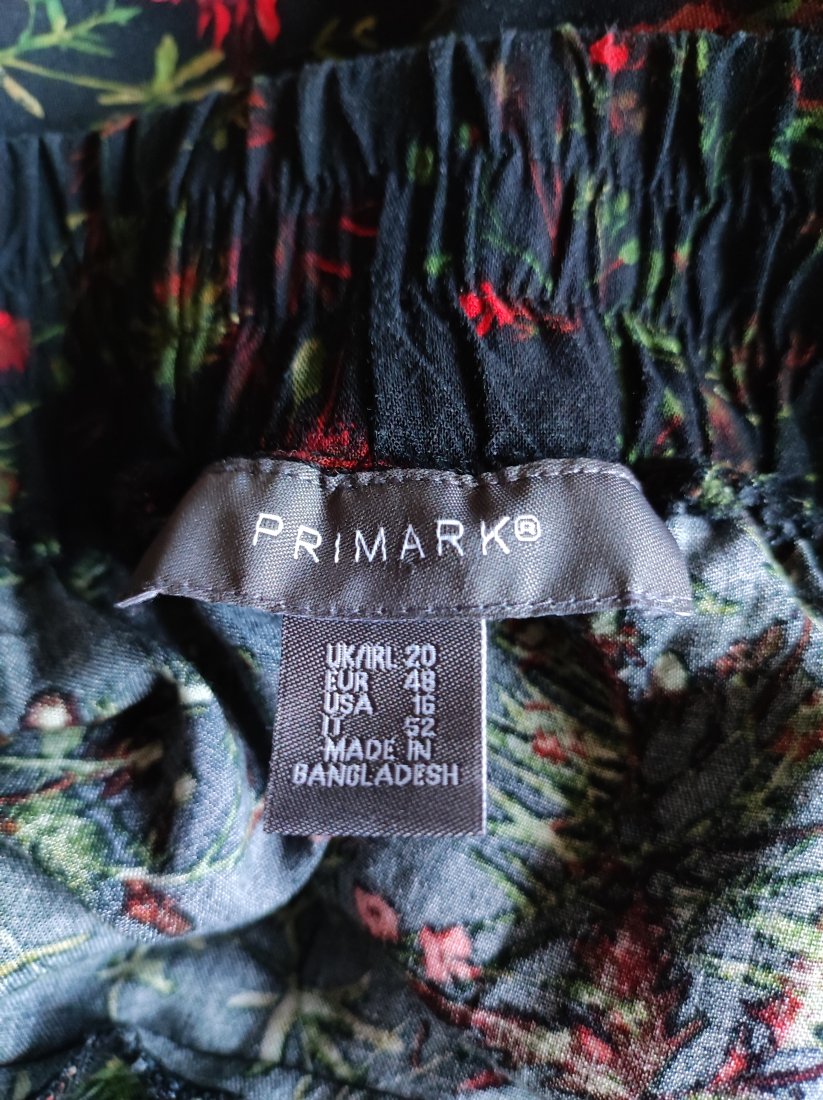 PRIMARK®
UK/IRL 20
EUR 48
USA 16
IT 52
MADE IN
BANGLADESH